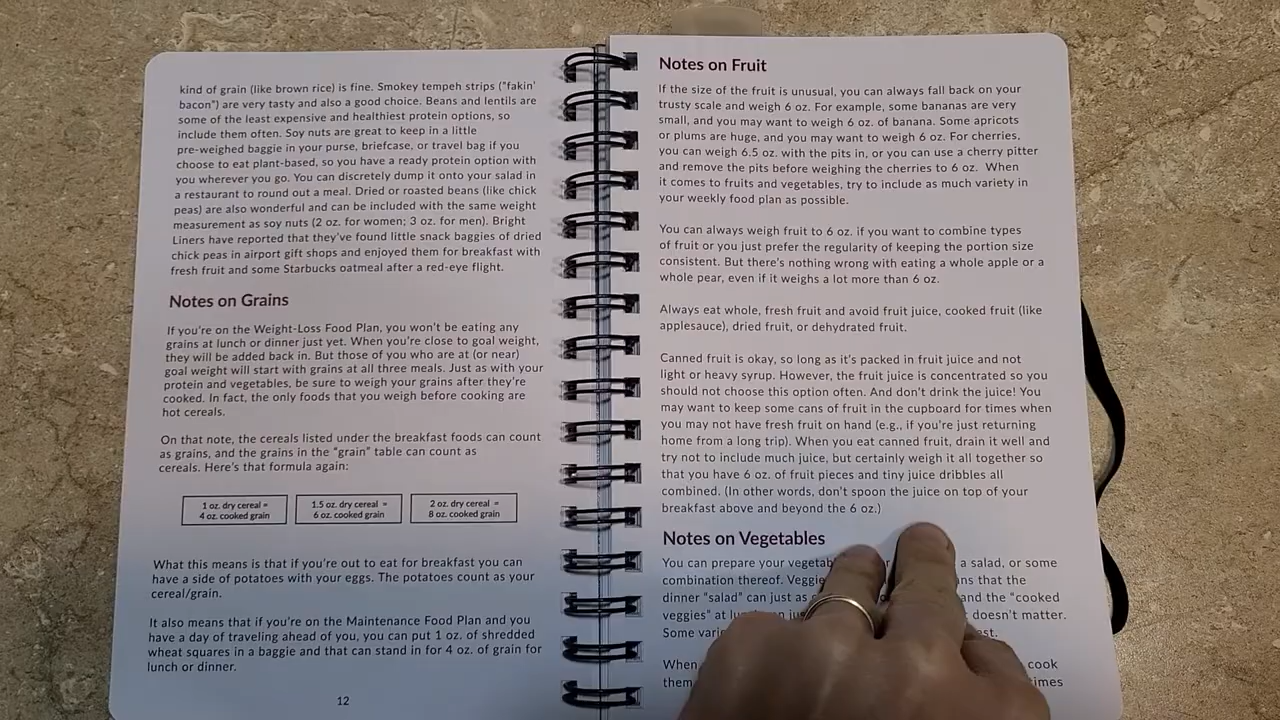 kind of grain (like brown rice) is fine. Smokey tempeh strips ("fakin'
bacon") are very tasty and also a good choice. Beans and lentils are
some of the least expensive and healthiest protein options, so
include them often. Soy nuts are great to keep in a little
pre-weighed baggie in your purse, briefcase, or travel bag if you
choose to eat plant-based, so you have a ready protein option with
you wherever you go. You can discretely dump it onto your salad in
a restaurant to round out a meal. Dried or roasted beans (like chick
peas) are also wonderful and can be included with the same weight
measurement as soy nuts (2 oz. for women; 3 oz. for men). Bright
Liners have reported that they've found little snack baggies of dried
chick peas in airport gift shops and enjoyed them for breakfast with
fresh fruit and some Starbucks oatmeal after a red-eye flight.
Notes on Grains
If you're on the Weight-Loss Food Plan, you won't be eating any
grains at lunch or dinner just yet. When you're close to goal weight,
they will be added back in. But those of you who are at (or near)
goal weight will start with grains at all three meals. Just as with your
protein and vegetables, be sure to weigh your grains after they're
cooked. In fact, the only foods that you weigh before cooking are
hot cereals.
On that note, the cereals listed under the breakfast foods can count
as grains, and the grains in the "grain" table can count as
cereals. Here's that formula again:
1 oz. dry cereal =
4 oz. cooked grain
1.5 oz. dry cereal =
6 oz. cooked grain
2 oz. dry cereal =
8 oz. cooked grain
What this means is that if you're out to eat for breakfast you can
have a side of potatoes with your eggs. The potatoes count as your
cereal/grain.
It also means that if you're on the Maintenance Food Plan and you
have a day of traveling ahead of you, you can put 1 oz. of shredded
wheat squares in a baggie and that can stand in for 4 oz. of grain for
lunch or dinner.
12
Notes on Fruit
If the size of the fruit is unusual, you can always fall back on your
trusty scale and weigh 6 oz. For example, some bananas are very
small, and you may want to weigh 6 oz. of banana. Some apricots
or plums are huge, and you may want to weigh 6 oz. For cherries,
you can weigh 6.5 oz. with the pits in, or you can use a cherry pitter
and remove the pits before weighing the cherries to 6 oz. When
it comes to fruits and vegetables, try to include as much variety in
your weekly food plan as possible.
You can always weigh fruit to 6 oz. if you want to combine types
of fruit or you just prefer the regularity of keeping the portion size
consistent. But there's nothing wrong with eating a whole apple or a
whole pear, even if it weighs a lot more than 6 oz.
Always eat whole, fresh fruit and avoid fruit juice, cooked fruit (like
applesauce), dried fruit, or dehydrated fruit.
Canned fruit is okay, so long as it's packed in fruit juice and not
light or heavy syrup. However, the fruit juice is concentrated so you
should not choose this option often. And don't drink the juice! You
may want to keep some cans of fruit in the cupboard for times when
you may not have fresh fruit on hand (e.g., if you're just returning
home from a long trip). When you eat canned fruit, drain it well and
try not to include much juice, but certainly weigh it all together so
that you have 6 oz. of fruit pieces and tiny juice dribbles all
combined. (In other words, don't spoon the juice on top of your
breakfast above and beyond the 6 oz.)
Notes on Vegetables
You can prepare your a salad, or some
combination thereof. that the
dinner "salad" can just as and the "cooked
veggies" at doesn't matter.
Some
When cook
them times